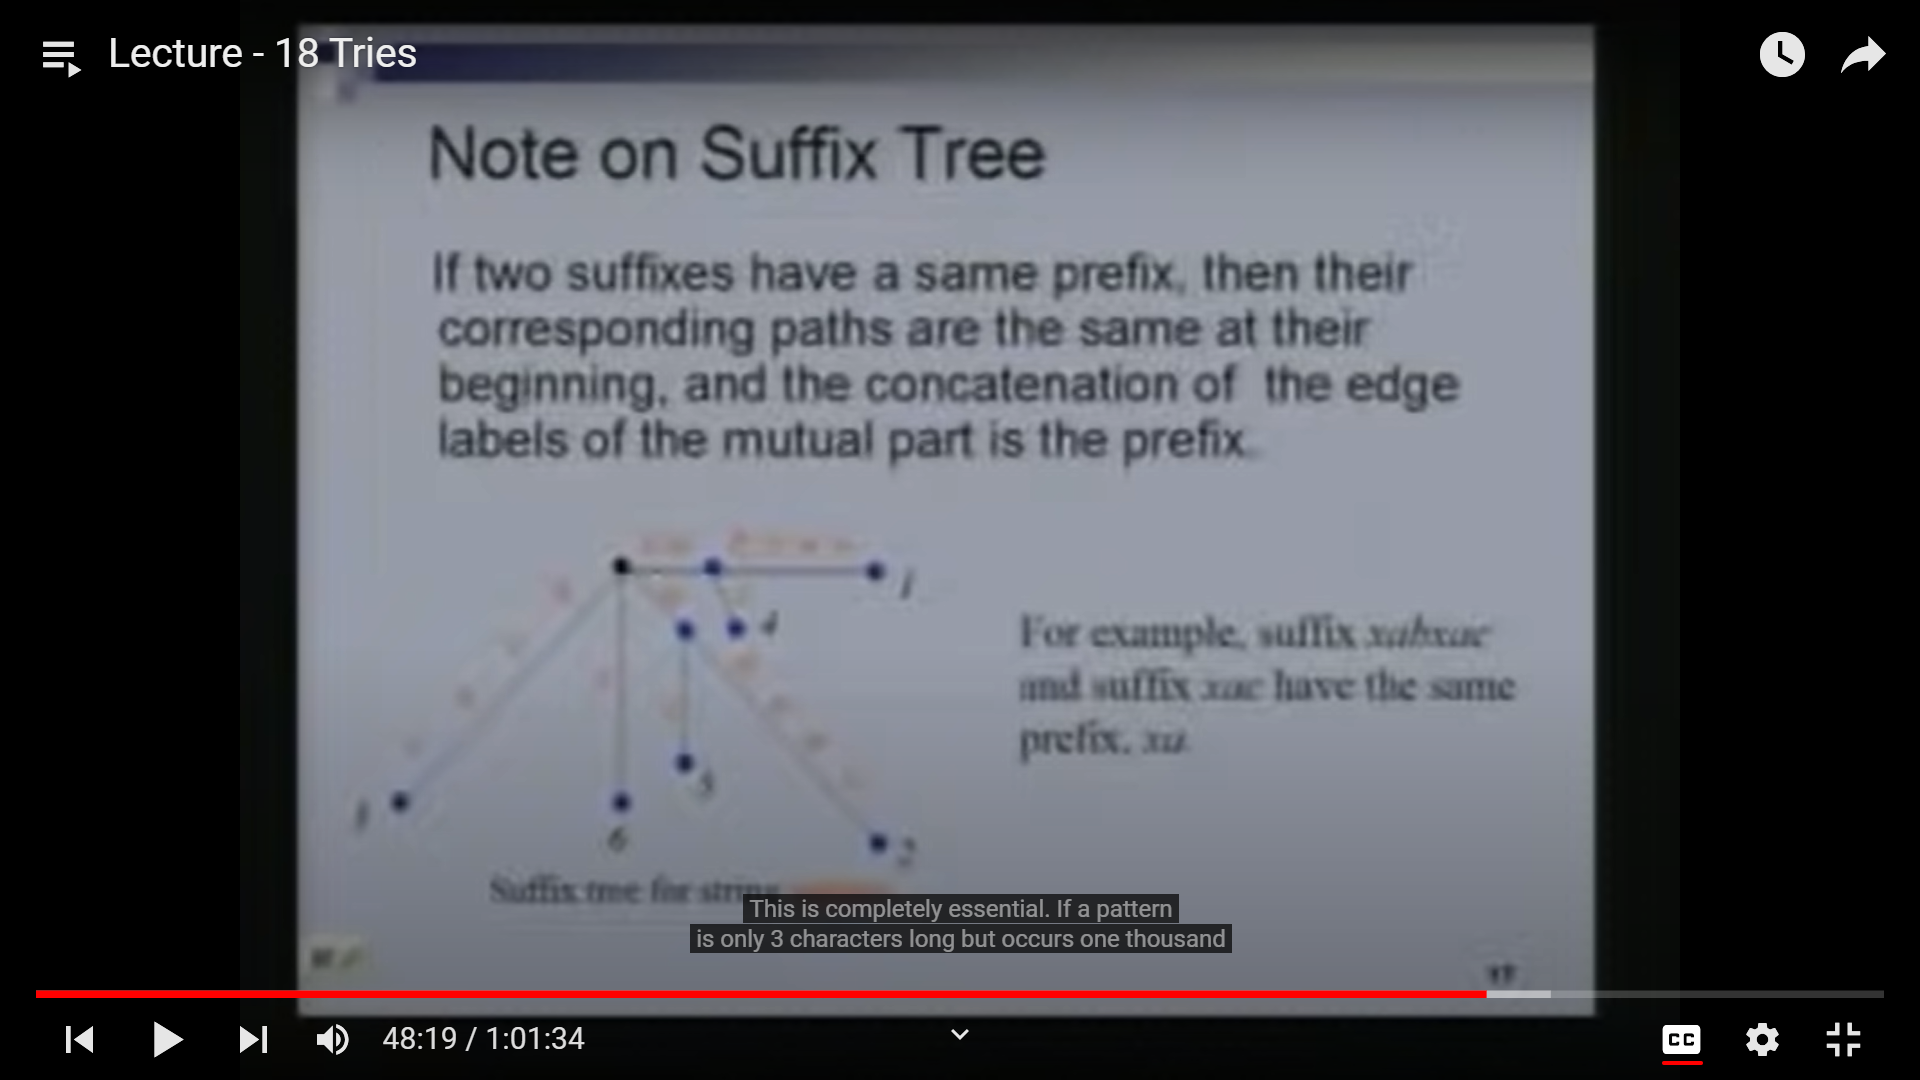 Lecture - 18 Tries
Note on Suffix Tree
If two suffixes have a same prefix, then their
corresponding paths are the same at their
beginning, and the concatenation of the edge
labels of the mutual part is the prefix.
1
4
For example, suffix xabxac
and suffix xac have the same
prefix, xa
5
3
6
2
Suffix tree for string
This is completely essential. If a pattern
is only 3 characters long but occurs one thousand
48:19 / 1:01:34
CC